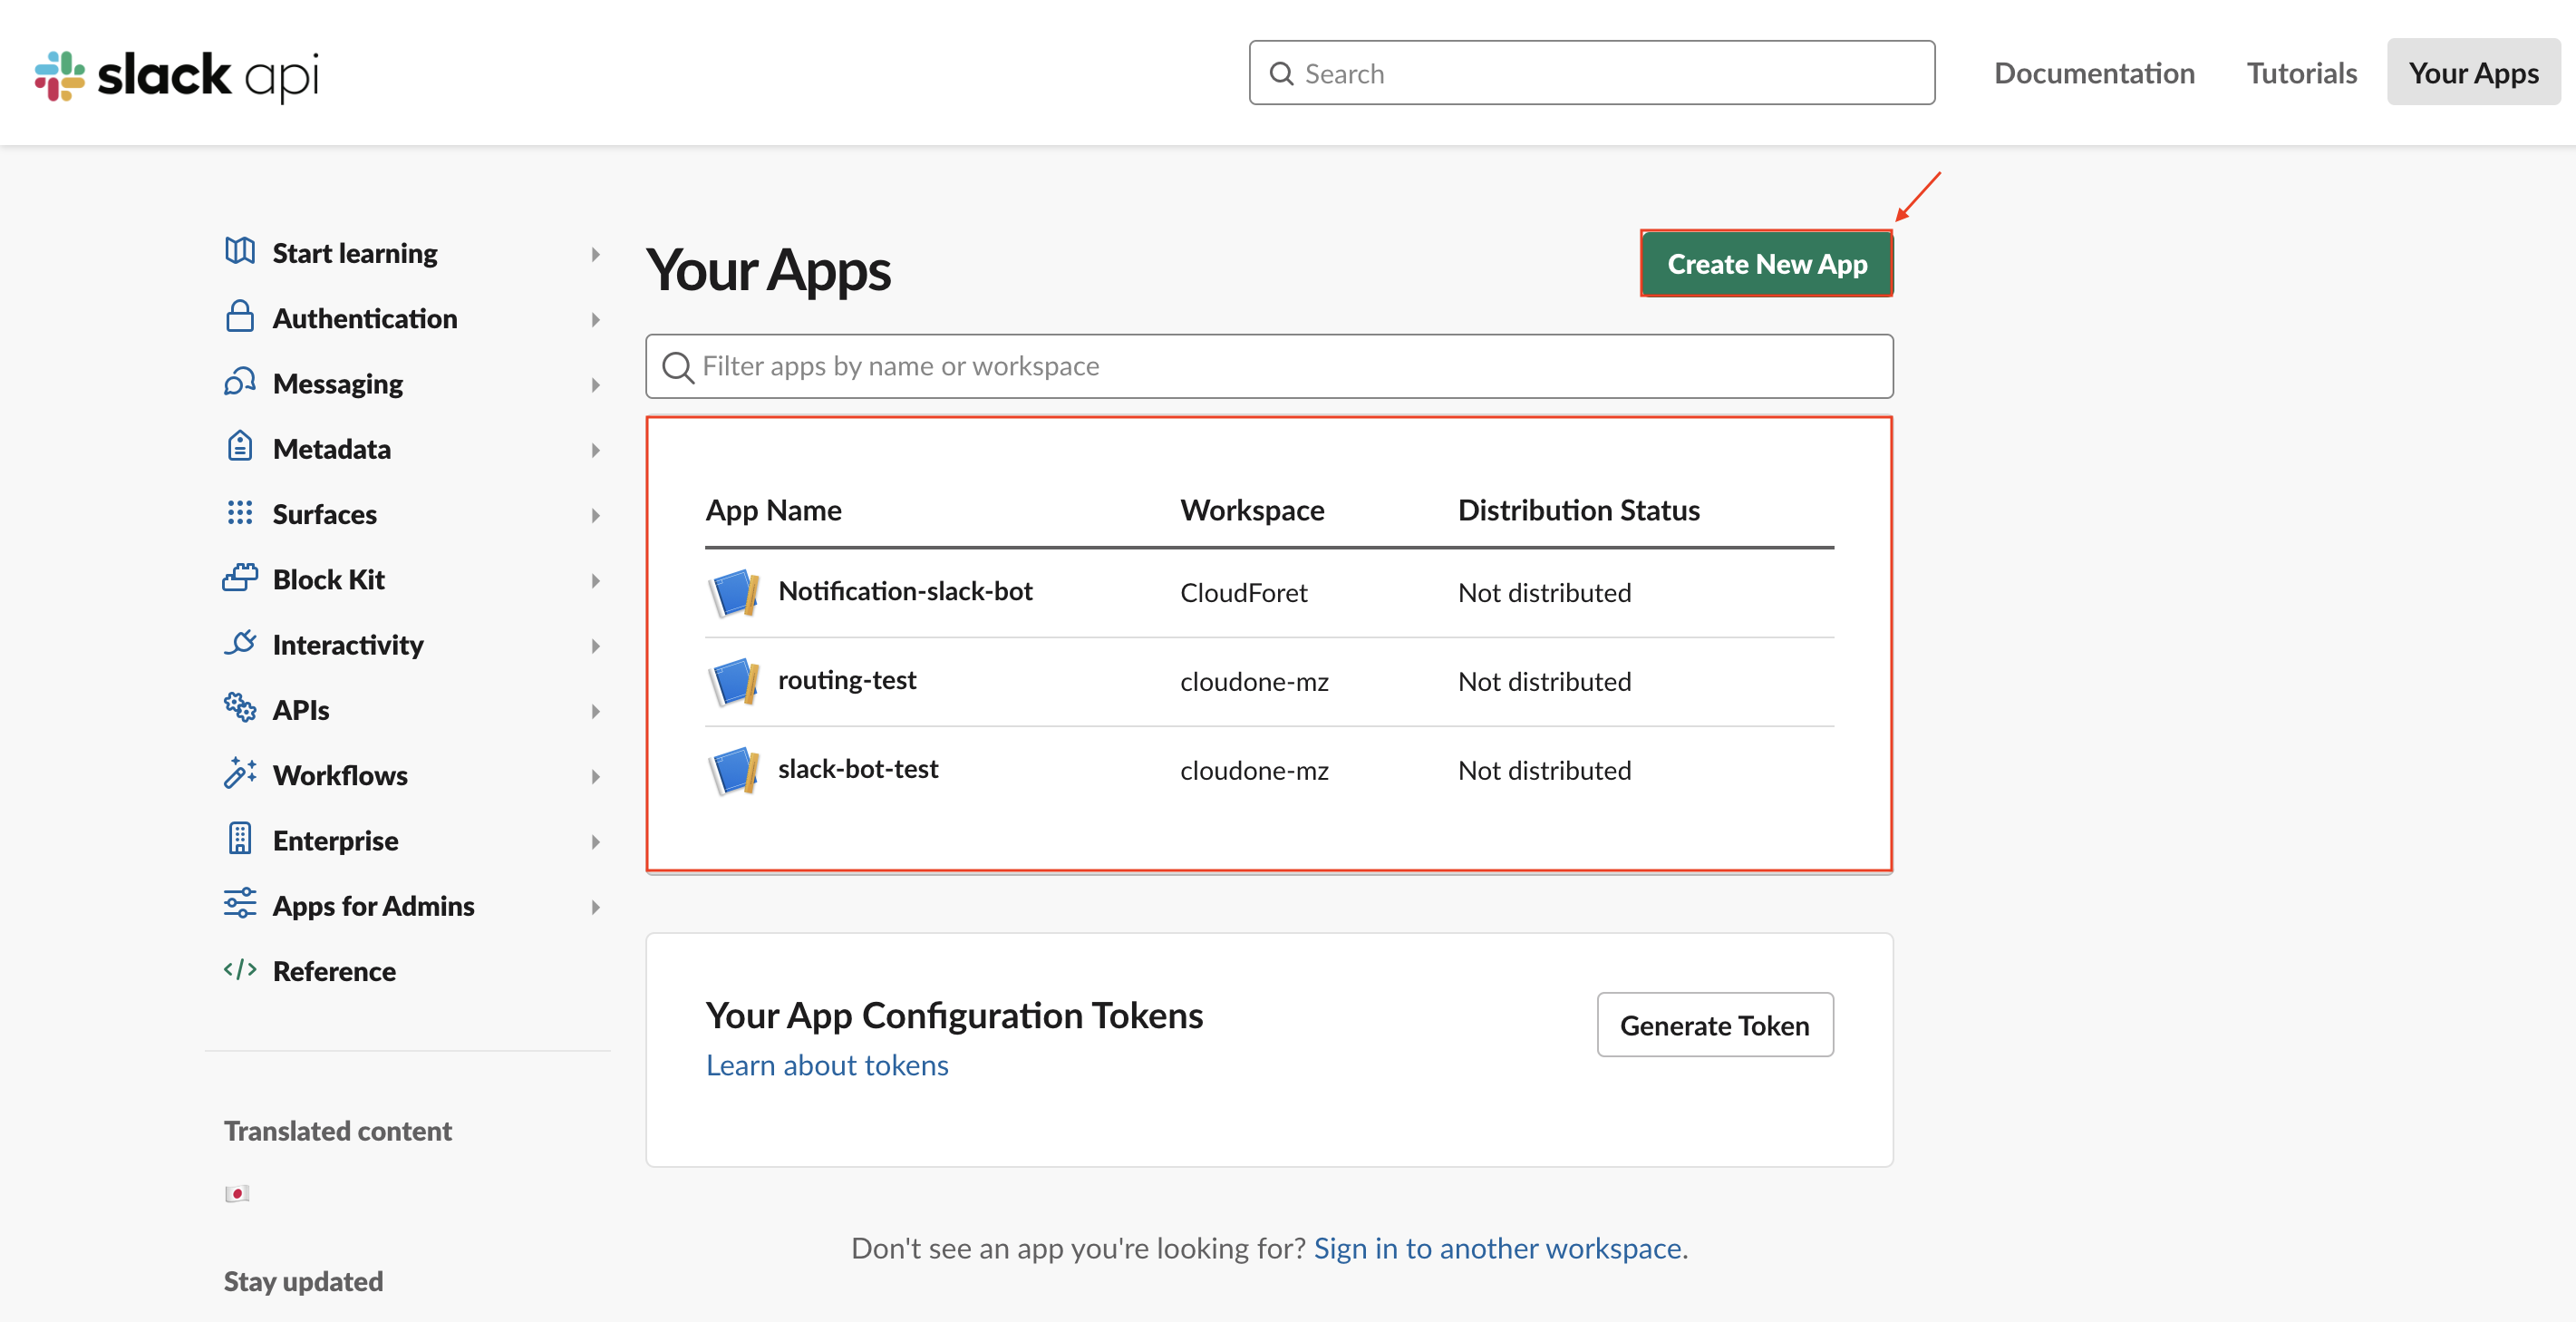 slack api
Search
Documentation
Tutorials
Your Apps
Start learning
Authentication
Messaging
Metadata
Surfaces
Block Kit
Interactivity
APIs
Workflows
Enterprise
Apps for Admins
Reference
Translated content
Stay updated
Your Apps
Create New App
Filter apps by name or workspace
App Name Workspace Distribution Status
Notification-slack-bot CloudForet Not distributed
routing-test cloudone-mz Not distributed
slack-bot-test cloudone-mz Not distributed
Your App Configuration Tokens
Generate Token
Learn about tokens
Don't see an app you're looking for? Sign in to another workspace.